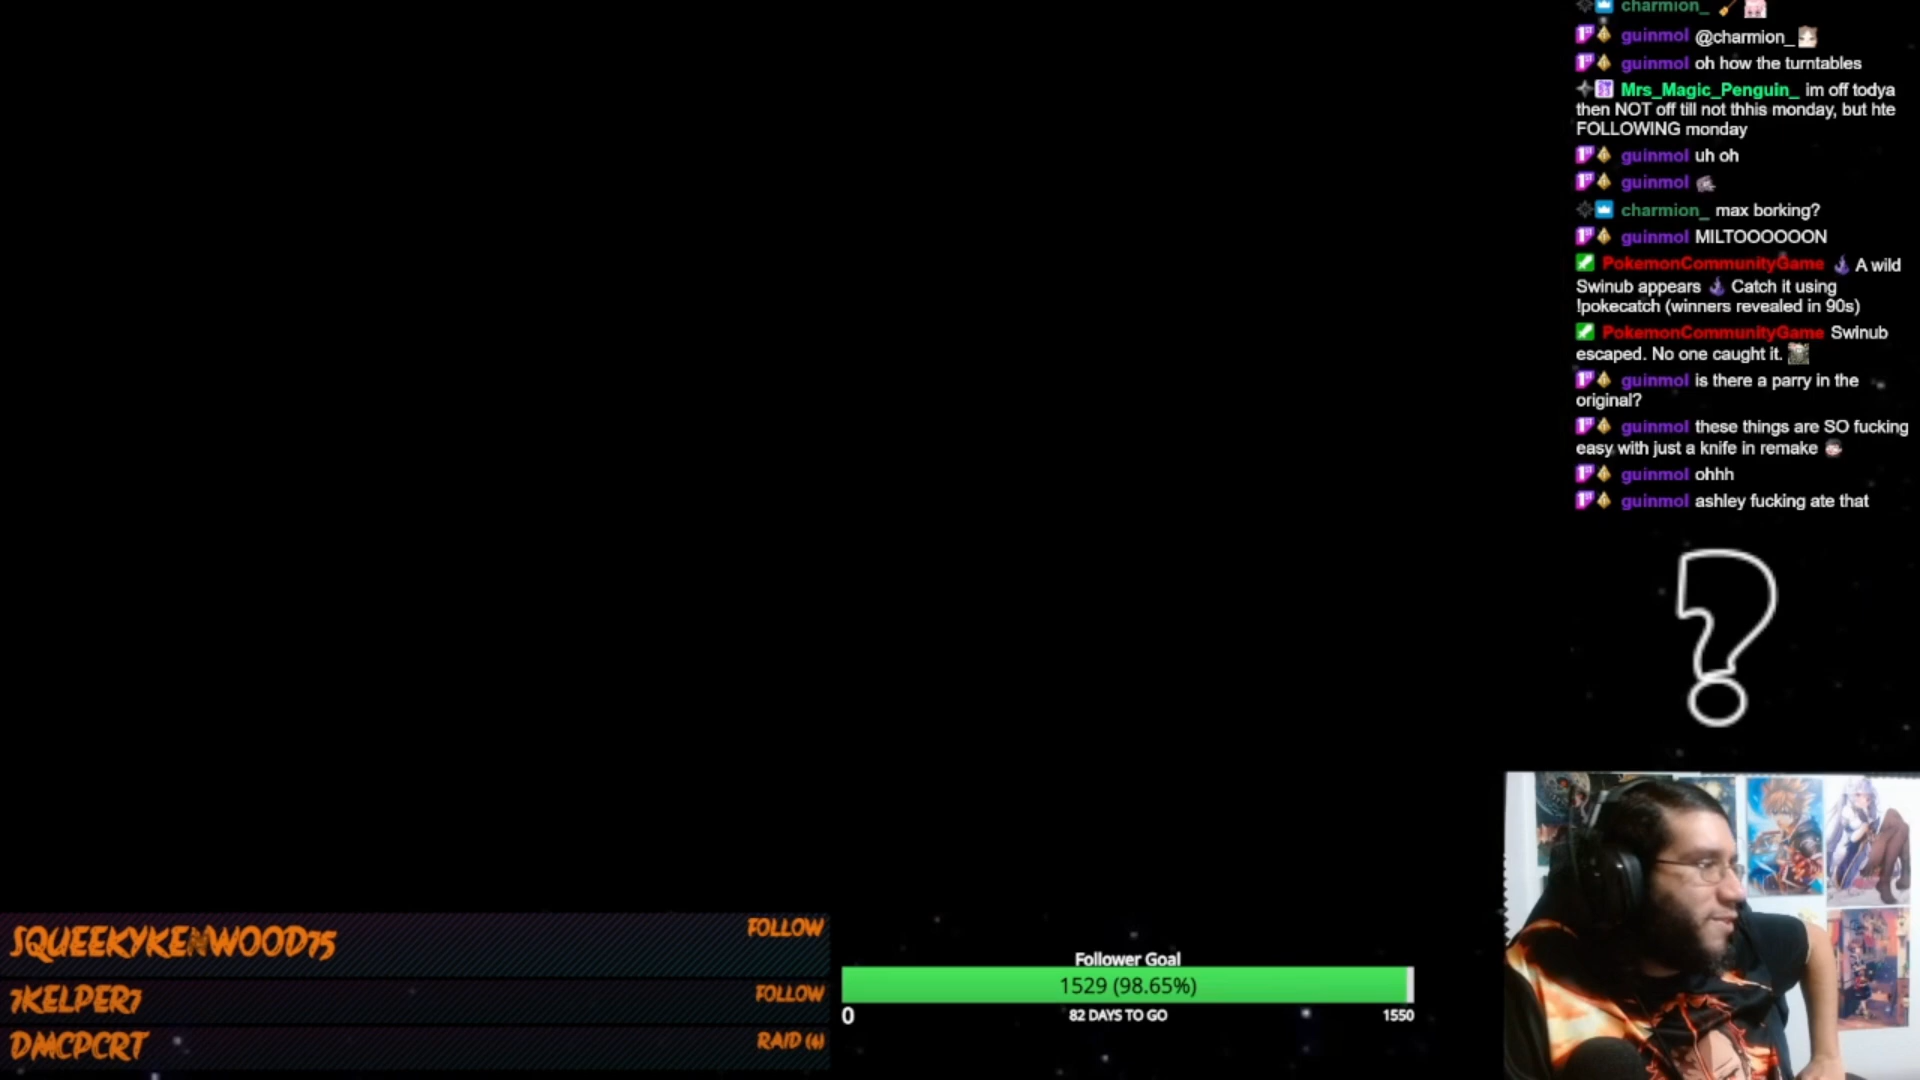 charmion_
guinmol @charmion_
guinmol oh how the turntables
Mrs_Magic_Penguin_ im off todya
then NOT off till not thhis monday, but hte
FOLLOWING monday
guinmol uh oh
guinmol
charmion_ max borking?
guinmol MILTOOOOOON
PokemonCommunityGame A wild
Swinub appears Catch it using
!pokecatch (winners revealed in 90s)
PokemonCommunityGame Swinub
escaped. No one caught it.
guinmol is there a parry in the
original?
guinmol these things are SO fucking
easy with just a knife in remake
guinmol ohhh
guinmol ashley fucking ate that
?
SQUEEKYKENWOOD75 FOLLOW
7KELPER7 FOLLOW
DMCPCRT RAID (4)
Follower Goal
1529 (98.65%)
0 82 DAYS TO GO 1550